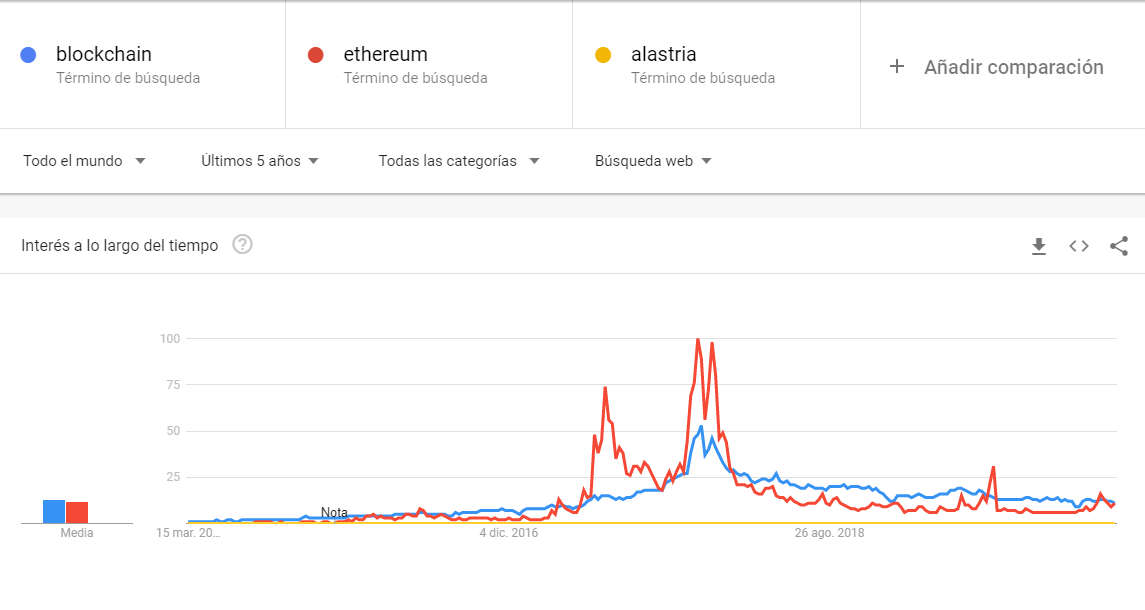 blockchain
Término de búsqueda
ethereum
Término de búsqueda
alastria
Término de búsqueda
+ Añadir comparación
Todo el mundo
Últimos 5 años
Todas las categorías
Búsqueda web
Interés a lo largo del tiempo ?
100
75
50
25
Nota
Media
15 mar. 20...
4 dic. 2016
26 ago. 2018